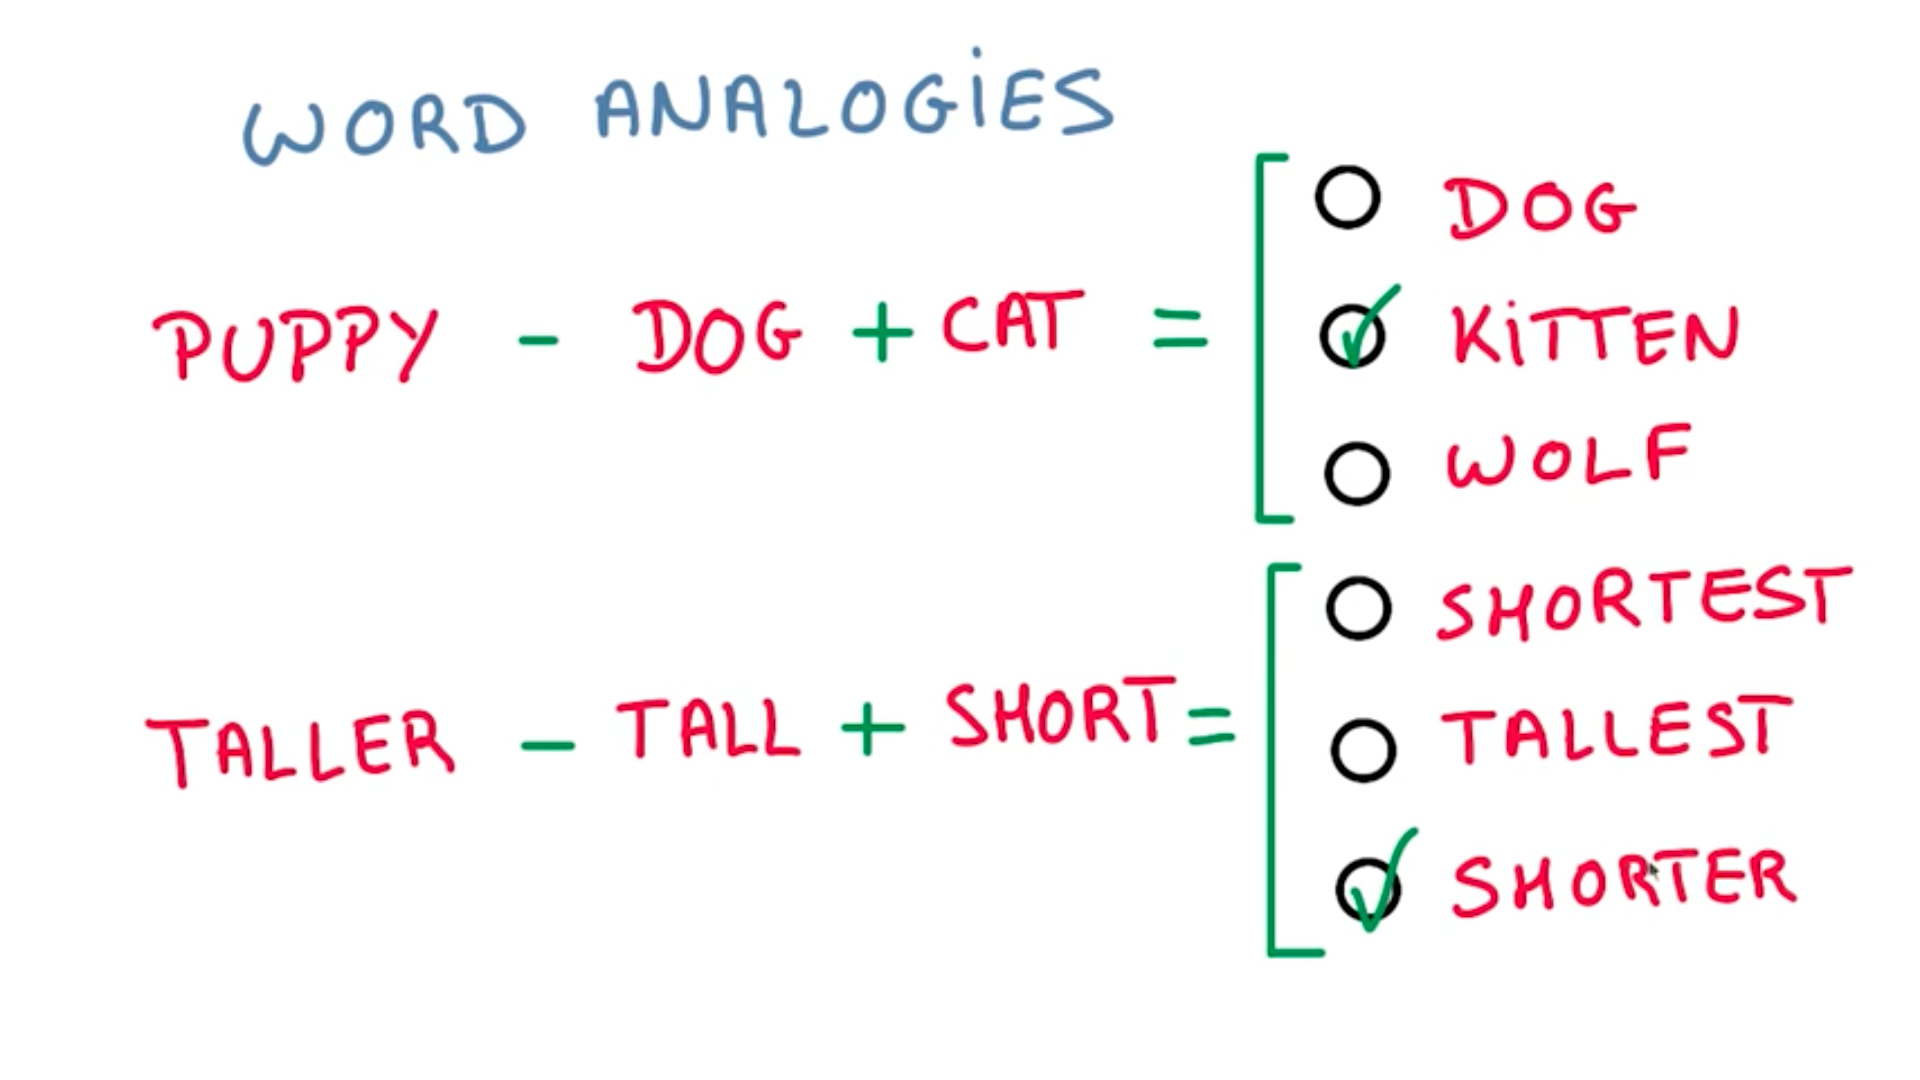 WORD ANALOGIES
PUPPY - DOG + CAT =
DOG
KITTEN
WOLF
TALLER - TALL + SHORT =
SHORTEST
TALLEST
SHORTER